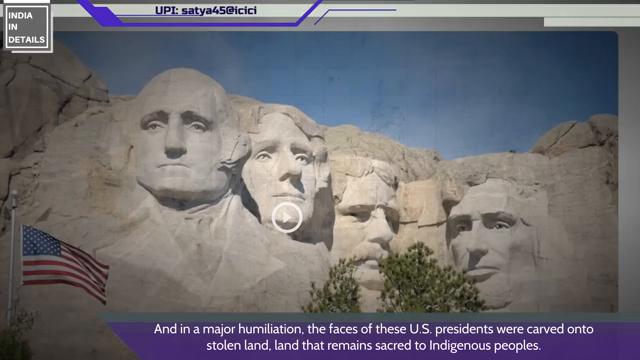 INDIA
IN
DETAILS
UPI: satya45@icici
And in a major humiliation, the faces of these U.S. presidents were carved onto
stolen land, land that remains sacred to Indigenous peoples.